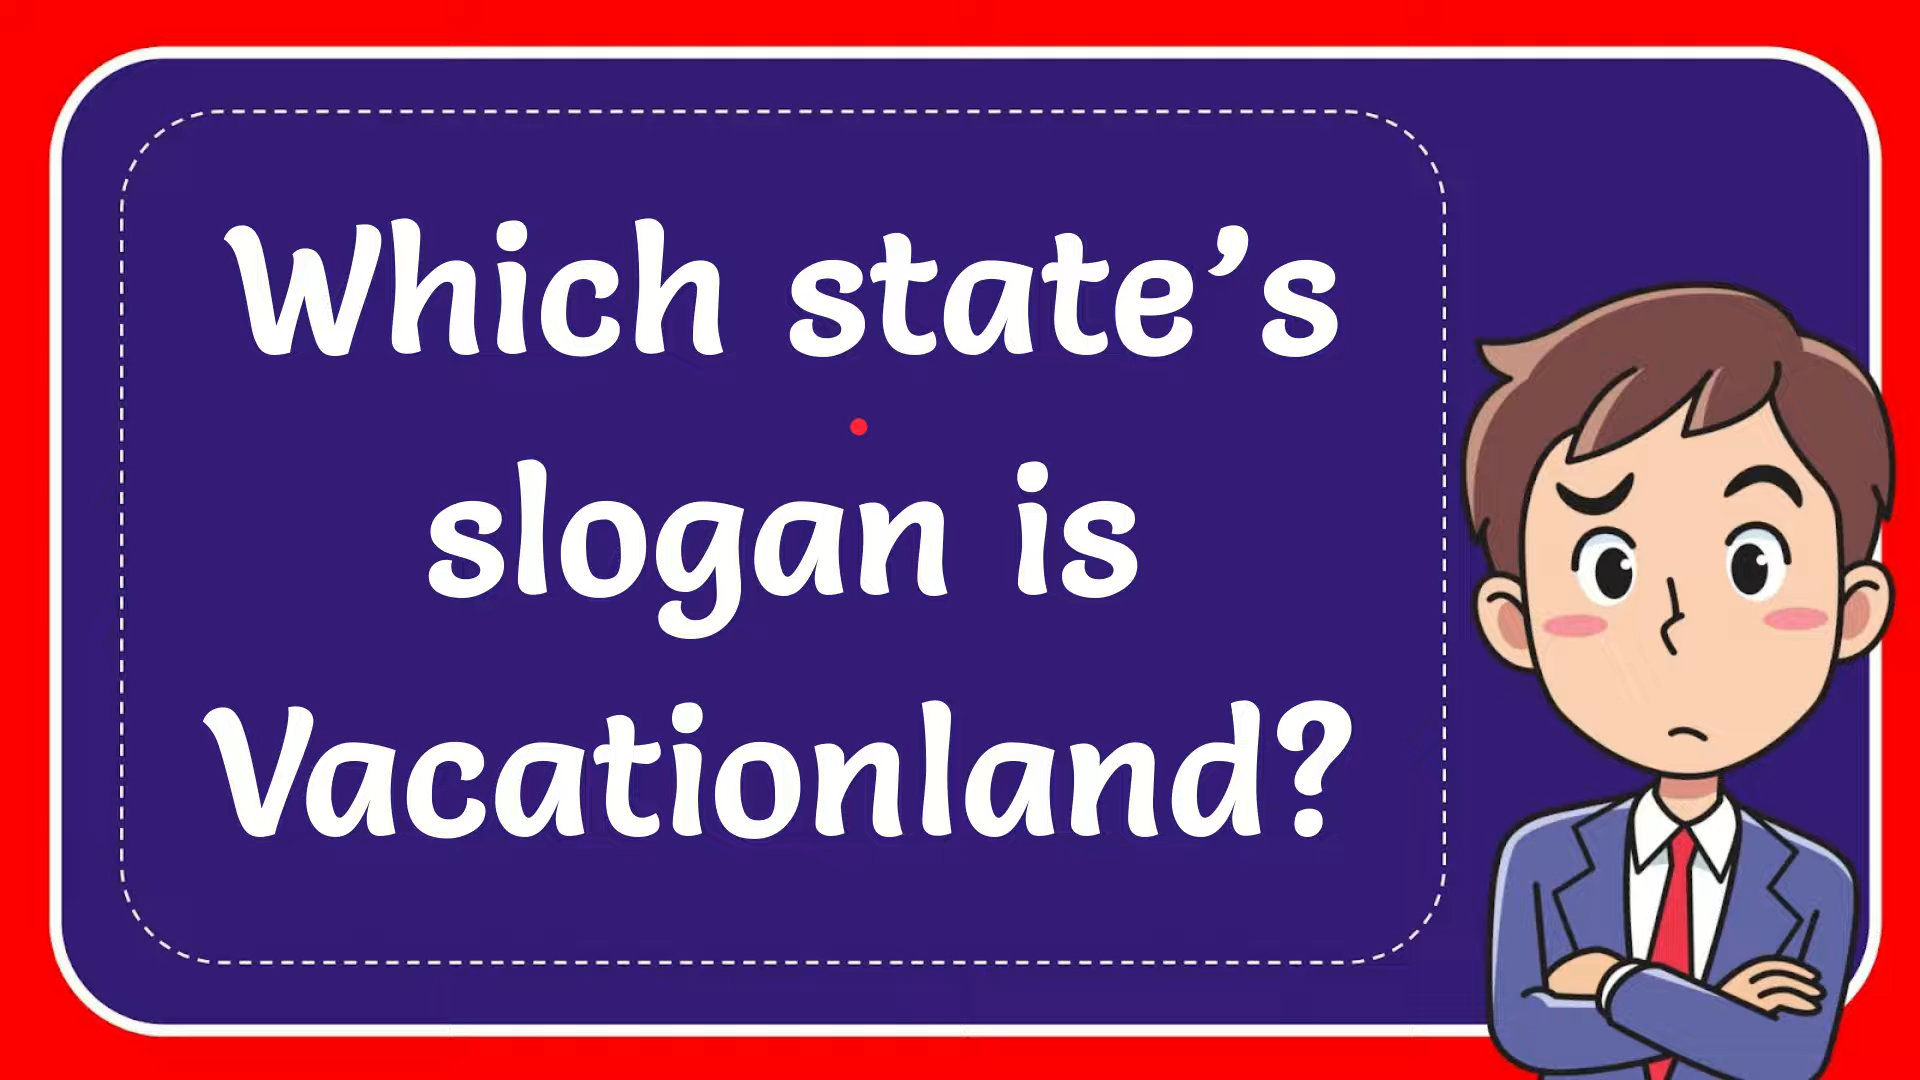 Which state’s
slogan is
Vacationland?